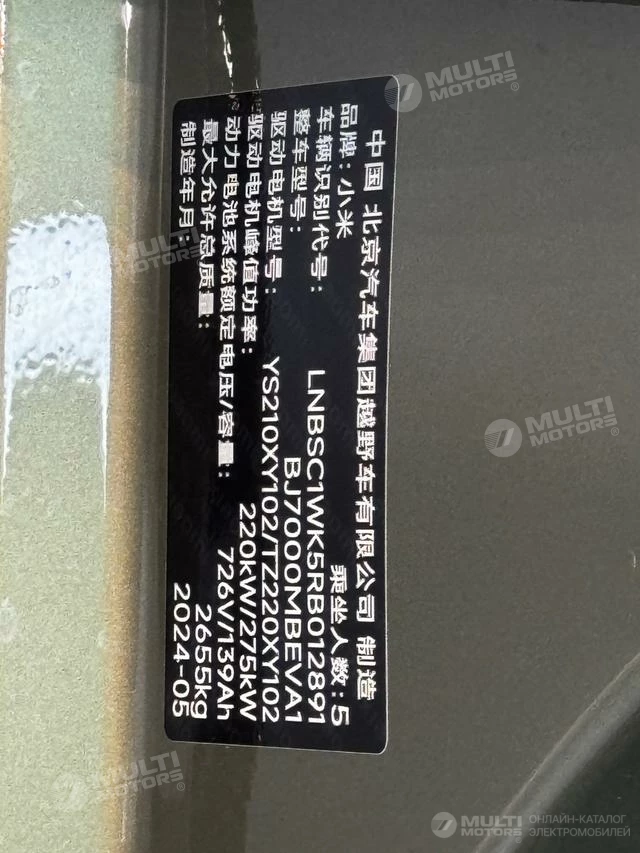 中国 北京汽车集团越野车有限公司 制造
品牌:小米 乘坐人数:5
车辆识别代号: LNBSC1WK5RB012891
整车型号: BJ7000MBEVA1
驱动电机型号: YS210XY102/TZ220XY102
驱动电机峰值功率: 220kW/275kW
动力电池系统额定电压/容量: 726V/139Ah
最大允许总质量: 2655kg
制造年月: 2024-05
MULTI
MOTORS®
MULTI
MOTORS®
MULTI
MOTORS®
MULTI
MOTORS®
MULTI
MOTORS®
ОНЛАЙН-КАТАЛОГ
ЭЛЕКТРОМОБИЛЕЙ